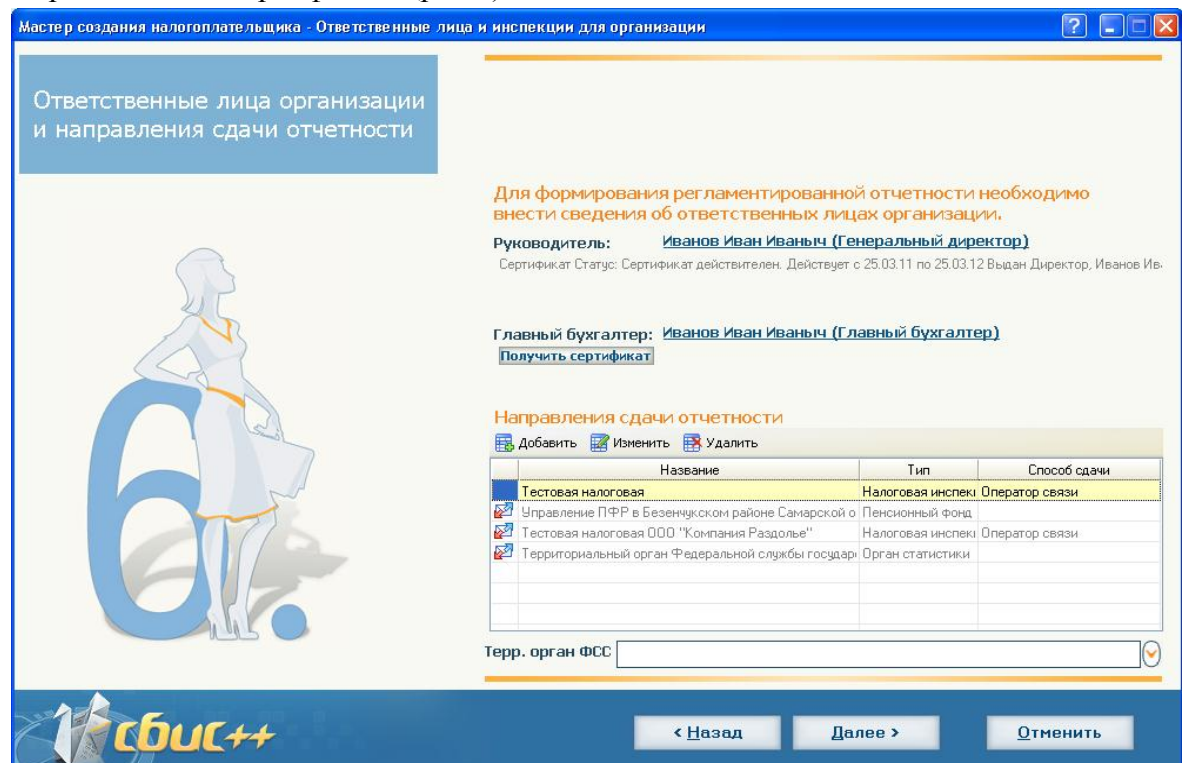 Мастер создания налогоплательщика - Ответственные лица и инспекции для организации
Ответственные лица организации
и направления сдачи отчетности
Для формирования регламентированной отчетности необходимо
внести сведения об ответственных лицах организации.
Руководитель: Иванов Иван Иваныч (Генеральный директор)
Сертификат Статус: Сертификат действителен. Действует с 25.03.11 по 25.03.12 Выдан Директор, Иванов Ив
Главный бухгалтер: Иванов Иван Иваныч (Главный бухгалтер)
Получить сертификат
Направления сдачи отчетности
Добавить Изменить Удалить
Название Тип Способ сдачи
Тестовая налоговая Налоговая инспекц Оператор связи
Управление ПФР в Безенчукском районе Самарской о Пенсионный фонд
Тестовая налоговая ООО "Компания Раздолье" Налоговая инспекц Оператор связи
Территориальный орган Федеральной службы государ Орган статистики
Терр. орган ФСС
6.
сбис++
< Назад Далее > Отменить